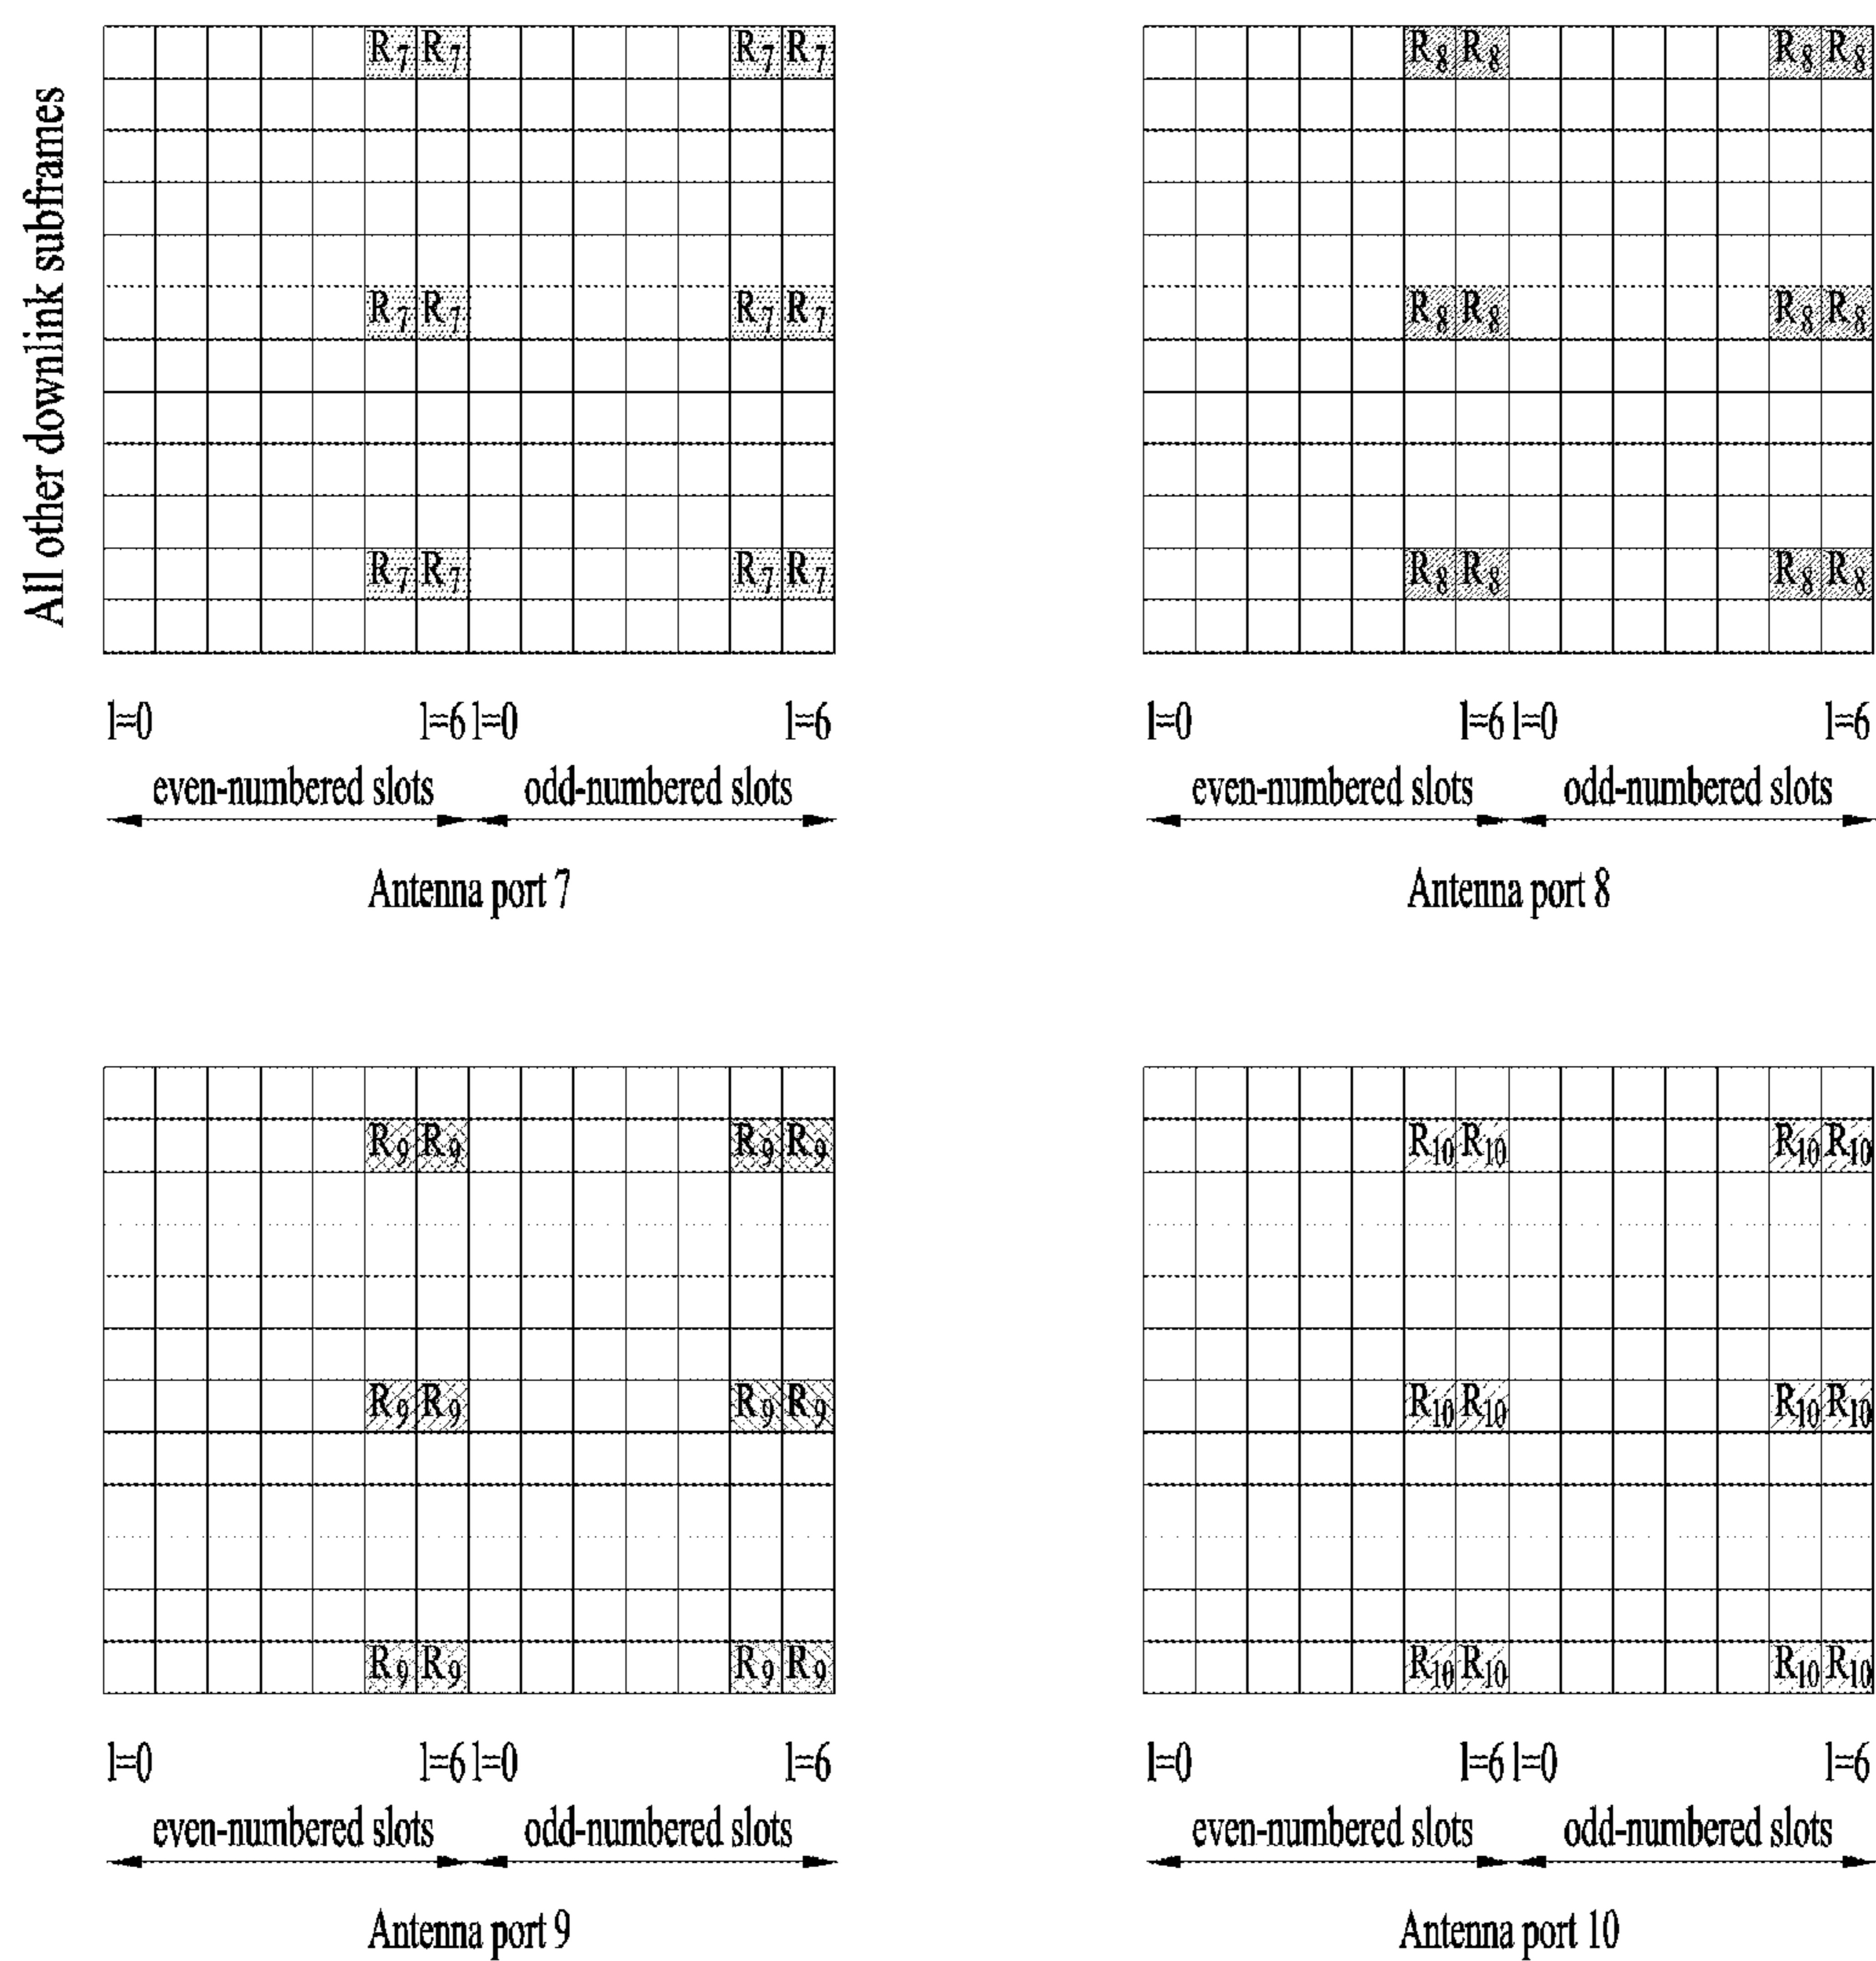 All other downlink subframes
R7 R7 R7 R7 R8 R8 R8 R8
R7 R7 R7 R7 R8 R8 R8 R8
R7 R7 R7 R7 R8 R8 R8 R8
l=0 l=6 l=0 l=6 l=0 l=6 l=0 l=6
even-numbered slots odd-numbered slots even-numbered slots odd-numbered slots
Antenna port 7 Antenna port 8
R9 R9 R9 R9 R10 R10 R10 R10
R9 R9 R9 R9 R10 R10 R10 R10
R9 R9 R9 R9 R10 R10 R10 R10
l=0 l=6 l=0 l=6 l=0 l=6 l=0 l=6
even-numbered slots odd-numbered slots even-numbered slots odd-numbered slots
Antenna port 9 Antenna port 10